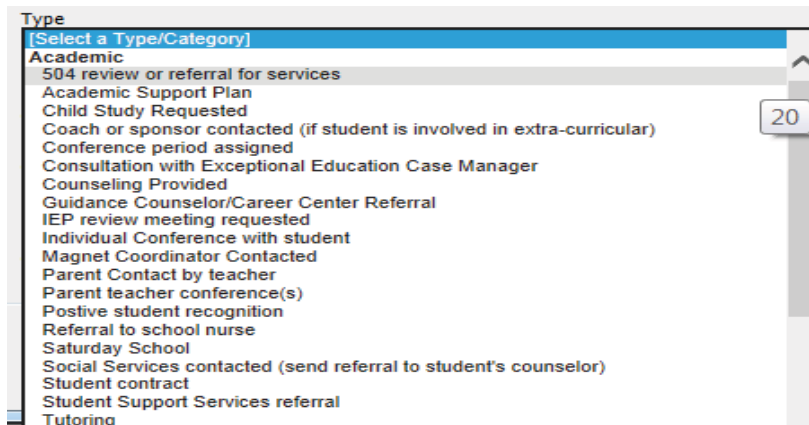 Type
[Select a Type/Category]
Academic
504 review or referral for services
Academic Support Plan
Child Study Requested
Coach or sponsor contacted (if student is involved in extra-curricular)
20
Conference period assigned
Consultation with Exceptional Education Case Manager
Counseling Provided
Guidance Counselor/Career Center Referral
IEP review meeting requested
Individual Conference with student
Magnet Coordinator Contacted
Parent Contact by teacher
Parent teacher conference(s)
Postive student recognition
Referral to school nurse
Saturday School
Social Services contacted (send referral to student's counselor)
Student contract
Student Support Services referral
Tutoring